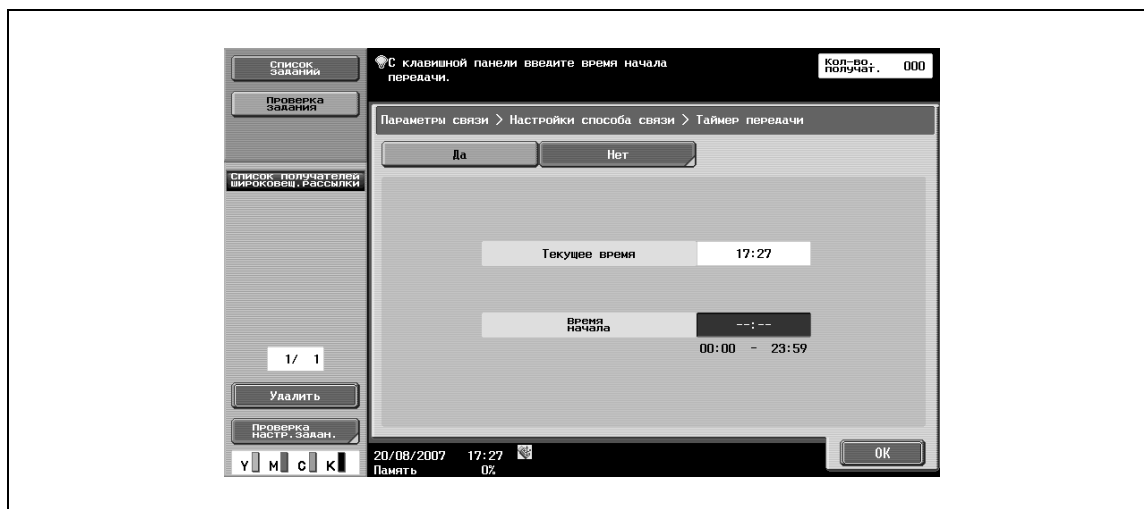 Список
заданий
Проверка
задания
С клавишной панели введите время начала
передачи.
Кол-во.
получат. 000
Параметры связи > Настройки способа связи > Таймер передачи
Да Нет
Список получателей
широковещ.рассылки
Текущее время 17:27
Время
начала --:--
00:00 - 23:59
1/ 1
Удалить
Проверка
настр.задан.
Y M C K
20/08/2007 17:27
Память 0%
OK